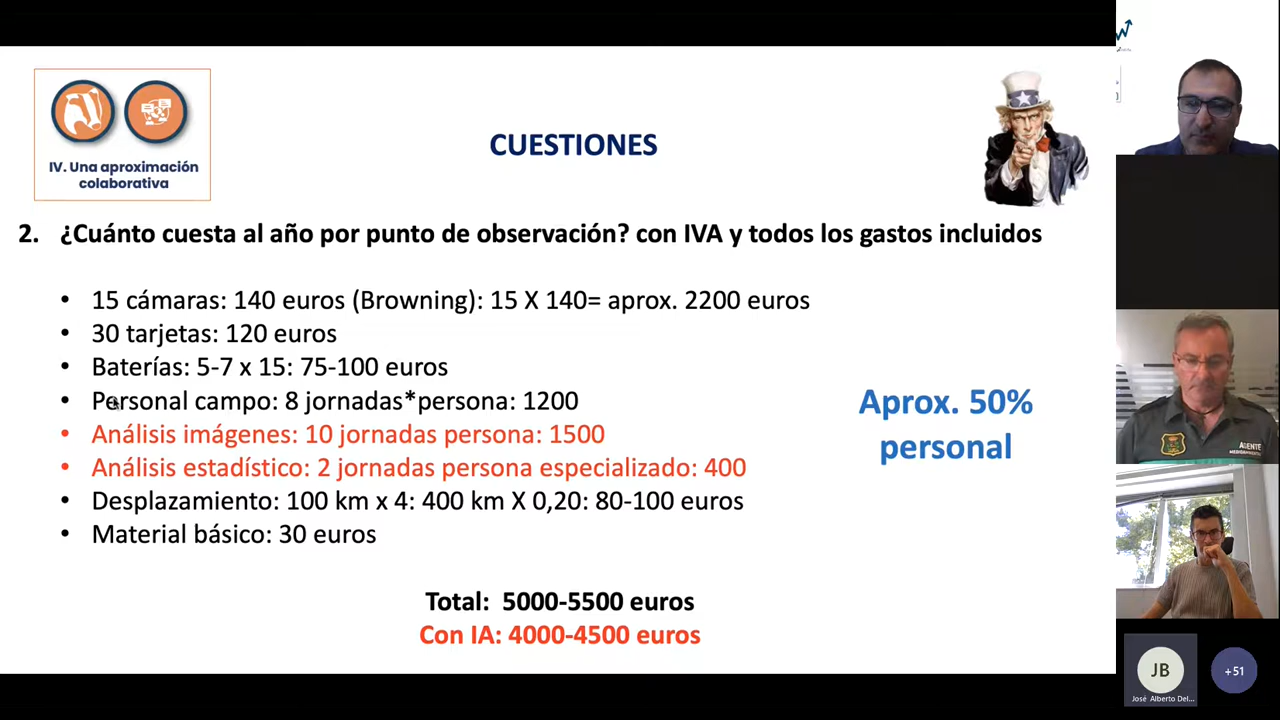 IV. Una aproximación
colaborativa
CUESTIONES
2. ¿Cuánto cuesta al año por punto de observación? con IVA y todos los gastos incluidos
• 15 cámaras: 140 euros (Browning): 15 X 140= aprox. 2200 euros
• 30 tarjetas: 120 euros
• Baterías: 5-7 x 15: 75-100 euros
• Personal campo: 8 jornadas*persona: 1200
• Análisis imágenes: 10 jornadas persona: 1500
• Análisis estadístico: 2 jornadas persona especializado: 400
• Desplazamiento: 100 km x 4: 400 km X 0,20: 80-100 euros
• Material básico: 30 euros
Aprox. 50%
personal
Total: 5000-5500 euros
Con IA: 4000-4500 euros
AGENTE
JB
José Alberto Del...
+51